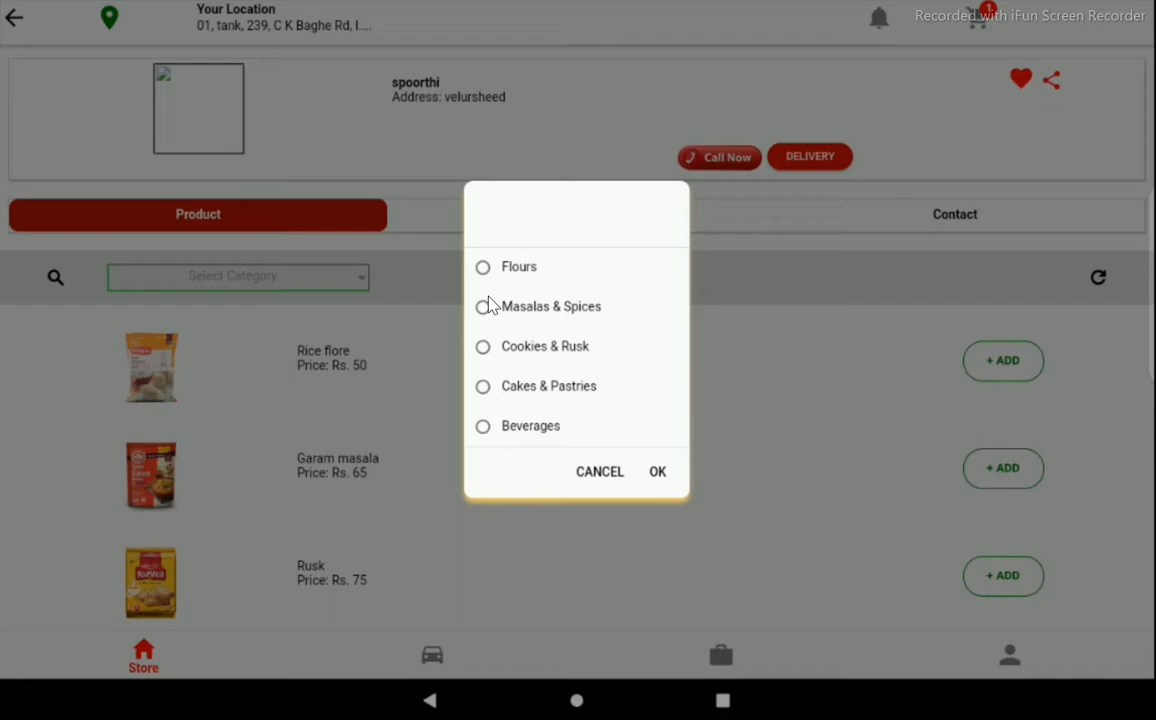 Your Location
01, tank, 239, C K Baghe Rd, I....
Recorded with iFun Screen Recorder
1
spoorthi
Address: velursheed
Call Now
DELIVERY
Product
Contact
Select Category
Flours
Masalas & Spices
Cookies & Rusk
Cakes & Pastries
Beverages
CANCEL
OK
Rice flore
Price: Rs. 50
+ ADD
Garam masala
Price: Rs. 65
+ ADD
Rusk
Price: Rs. 75
+ ADD
Store